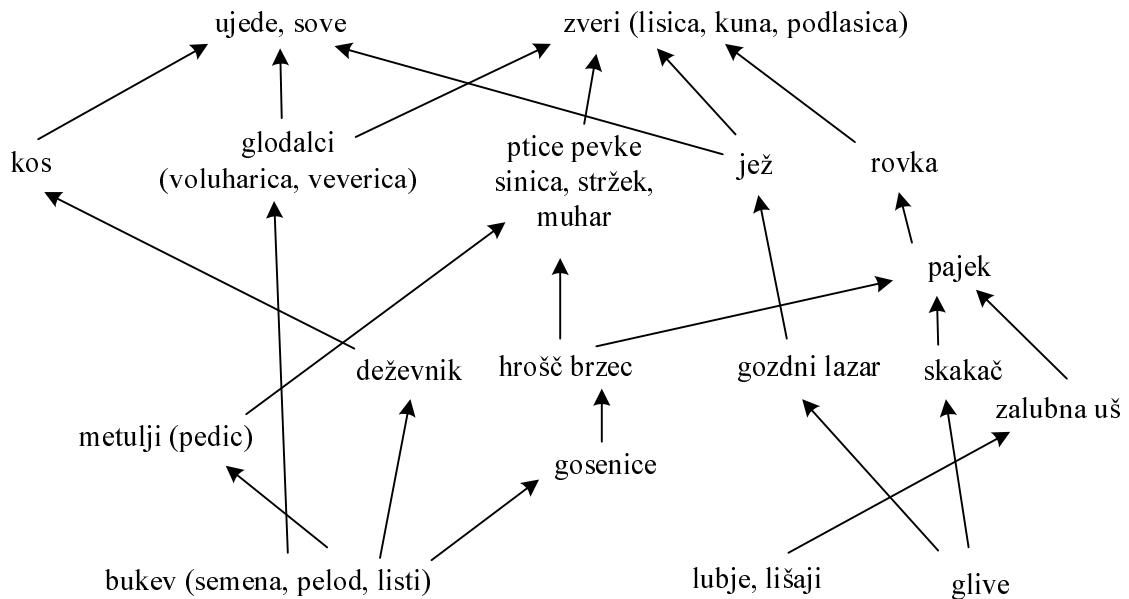 ujede, sove
zveri (lisica, kuna, podlasica)
kos
glodalci
(voluharica, veverica)
ptice pevke
sinica, stržek,
muhar
jež
rovka
pajek
deževnik
hrošč brzec
gozdni lazar
skakač
zalubna uš
metulji (pedic)
gosenice
bukev (semena, pelod, listi)
lubje, lišaji
glive